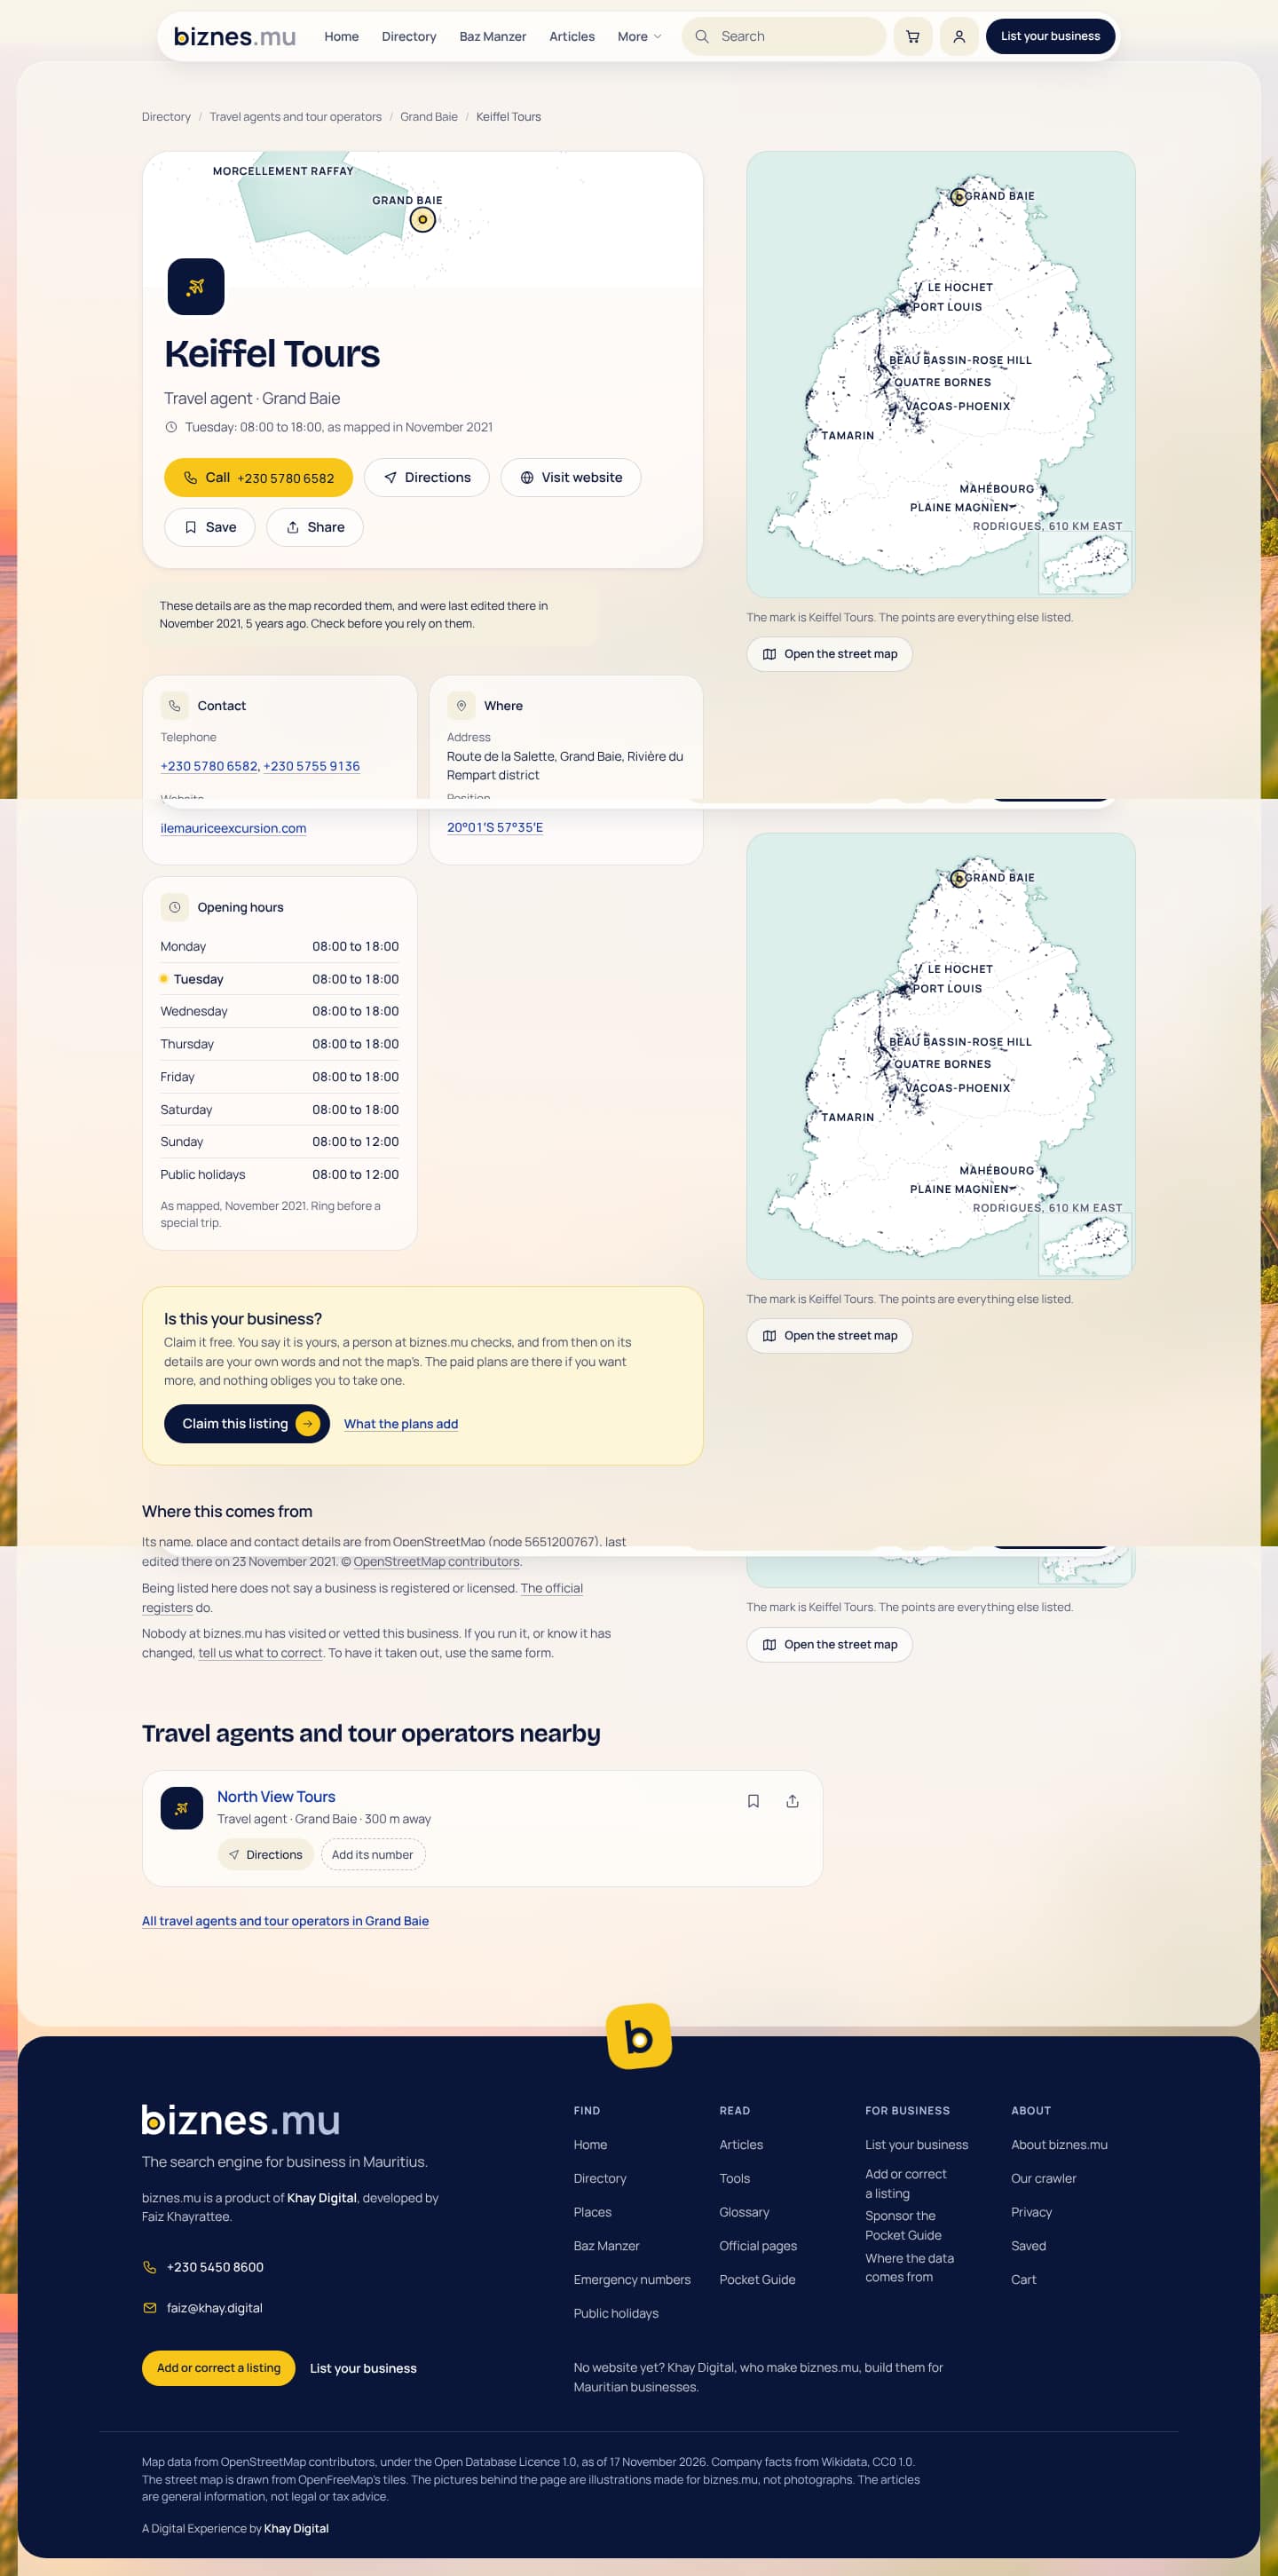 biznes.mu
Home
Directory
Baz Manzer
Articles
More
Search
List your business
Directory / Travel agents and tour operators / Grand Baie / Keiffel Tours
MORCELLEMENT RAFFAY
GRAND BAIE
Keiffel Tours
Travel agent · Grand Baie
Tuesday: 08:00 to 18:00, as mapped in November 2021
Call +230 5780 6582
Directions
Visit website
Save
Share
These details are as the map recorded them, and were last edited there in
November 2021, 5 years ago. Check before you rely on them.
GRAND BAIE
LE HOCHET
PORT LOUIS
BEAU BASSIN-ROSE HILL
QUATRE BORNES
VACOAS-PHOENIX
TAMARIN
MAHÉBOURG
PLAINE MAGNIEN
RODRIGUES, 610 KM EAST
The mark is Keiffel Tours. The points are everything else listed.
Open the street map
Contact
Telephone
+230 5780 6582, +230 5755 9136
Website
ilemauriceexcursion.com
Where
Address
Route de la Salette, Grand Baie, Rivière du
Rempart district
Position
20°01′S 57°35′E
Opening hours
Monday 08:00 to 18:00
Tuesday 08:00 to 18:00
Wednesday 08:00 to 18:00
Thursday 08:00 to 18:00
Friday 08:00 to 18:00
Saturday 08:00 to 18:00
Sunday 08:00 to 12:00
Public holidays 08:00 to 12:00
As mapped, November 2021. Ring before a
special trip.
GRAND BAIE
LE HOCHET
PORT LOUIS
BEAU BASSIN-ROSE HILL
QUATRE BORNES
VACOAS-PHOENIX
TAMARIN
MAHÉBOURG
PLAINE MAGNIEN
RODRIGUES, 610 KM EAST
The mark is Keiffel Tours. The points are everything else listed.
Open the street map
Is this your business?
Claim it free. You say it is yours, a person at biznes.mu checks, and from then on its
details are your own words and not the map's. The paid plans are there if you want
more, and nothing obliges you to take one.
Claim this listing
What the plans add
Where this comes from
Its name, place and contact details are from OpenStreetMap (node 5651200767), last
edited there on 23 November 2021. © OpenStreetMap contributors.
Being listed here does not say a business is registered or licensed. The official
registers do.
Nobody at biznes.mu has visited or vetted this business. If you run it, or know it has
changed, tell us what to correct. To have it taken out, use the same form.
The mark is Keiffel Tours. The points are everything else listed.
Open the street map
Travel agents and tour operators nearby
North View Tours
Travel agent · Grand Baie · 300 m away
Directions
Add its number
All travel agents and tour operators in Grand Baie
b
biznes.mu
The search engine for business in Mauritius.
biznes.mu is a product of Khay Digital, developed by
Faiz Khayrattee.
+230 5450 8600
faiz@khay.digital
Add or correct a listing
List your business
FIND
Home
Directory
Places
Baz Manzer
Emergency numbers
Public holidays
READ
Articles
Tools
Glossary
Official pages
Pocket Guide
FOR BUSINESS
List your business
Add or correct
a listing
Sponsor the
Pocket Guide
Where the data
comes from
ABOUT
About biznes.mu
Our crawler
Privacy
Saved
Cart
No website yet? Khay Digital, who make biznes.mu, build them for
Mauritian businesses.
Map data from OpenStreetMap contributors, under the Open Database Licence 1.0, as of 17 November 2026. Company facts from Wikidata, CC0 1.0.
The street map is drawn from OpenFreeMap's tiles. The pictures behind the page are illustrations made for biznes.mu, not photographs. The articles
are general information, not legal or tax advice.
A Digital Experience by Khay Digital